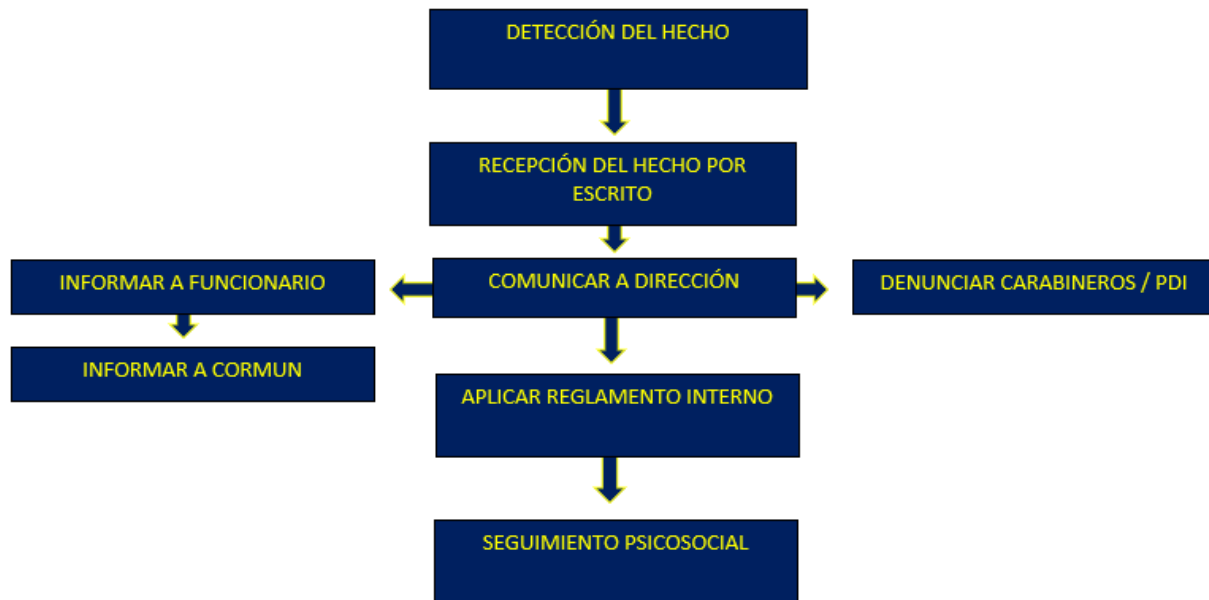 DETECCIÓN DEL HECHO
RECEPCIÓN DEL HECHO POR
ESCRITO
INFORMAR A FUNCIONARIO
COMUNICAR A DIRECCIÓN
DENUNCIAR CARABINEROS / PDI
INFORMAR A CORMUN
APLICAR REGLAMENTO INTERNO
SEGUIMIENTO PSICOSOCIAL